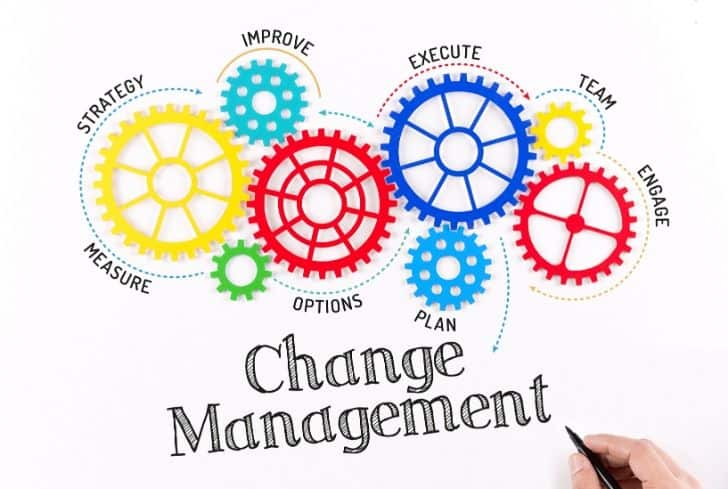 IMPROVE
EXECUTE
STRATEGY
TEAM
ENGAGE
MEASURE
OPTIONS
PLAN
Change
Management